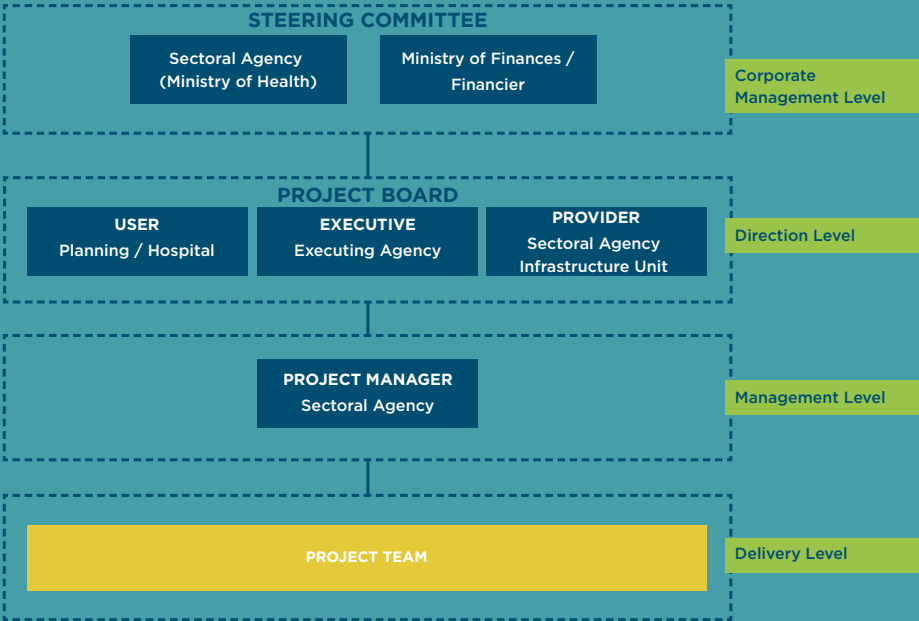 STEERING COMMITTEE
Sectoral Agency
(Ministry of Health)
Ministry of Finances /
Financier
Corporate
Management Level
PROJECT BOARD
USER
Planning / Hospital
EXECUTIVE
Executing Agency
PROVIDER
Sectoral Agency
Infrastructure Unit
Direction Level
PROJECT MANAGER
Sectoral Agency
Management Level
PROJECT TEAM
Delivery Level